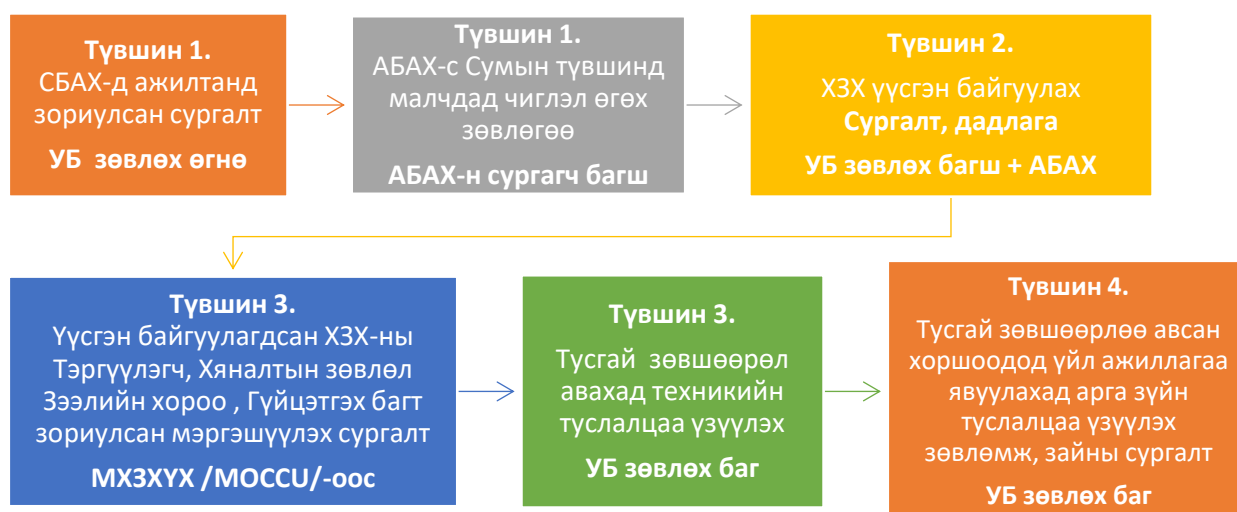 Түвшин 1.
СБАХ-д ажилтанд
зориулсан сургалт
УБ зөвлөх өгнө
Түвшин 1.
АБАХ-с Сумын түвшинд
малчдад чиглэл өгөх
зөвлөгөө
АБАХ-н сургагч багш
Түвшин 2.
ХЗХ үүсгэн байгуулах
Сургалт, дадлага
УБ зөвлөх багш + АБАХ
Түвшин 3.
Үүсгэн байгуулагдсан ХЗХ-ны
Тэргүүлэгч, Хяналтын зөвлөл
Зээлийн хороо , Гүйцэтгэх багт
зориулсан мэргэшүүлэх сургалт
МХЗХҮХ /MOCCU/-оос
Түвшин 3.
Тусгай зөвшөөрөл
авахад техникийн
туслалцаа үзүүлэх
УБ зөвлөх баг
Түвшин 4.
Тусгай зөвшөөрлөө авсан
хоршоодод үйл ажиллагаа
явуулахад арга зүйн
туслалцаа үзүүлэх
зөвлөмж, зайны сургалт
УБ зөвлөх баг